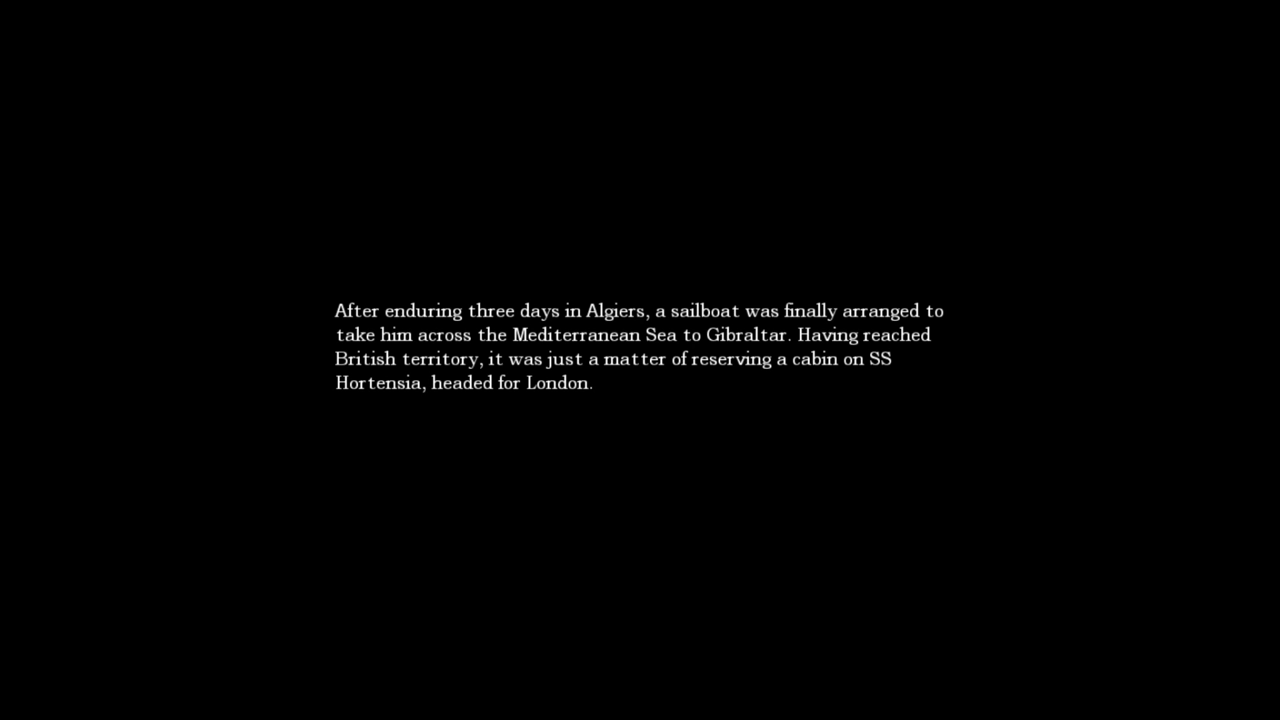 After enduring three days in Algiers, a sailboat was finally arranged to
take him across the Mediterranean Sea to Gibraltar. Having reached
British territory, it was just a matter of reserving a cabin on SS
Hortensia, headed for London.